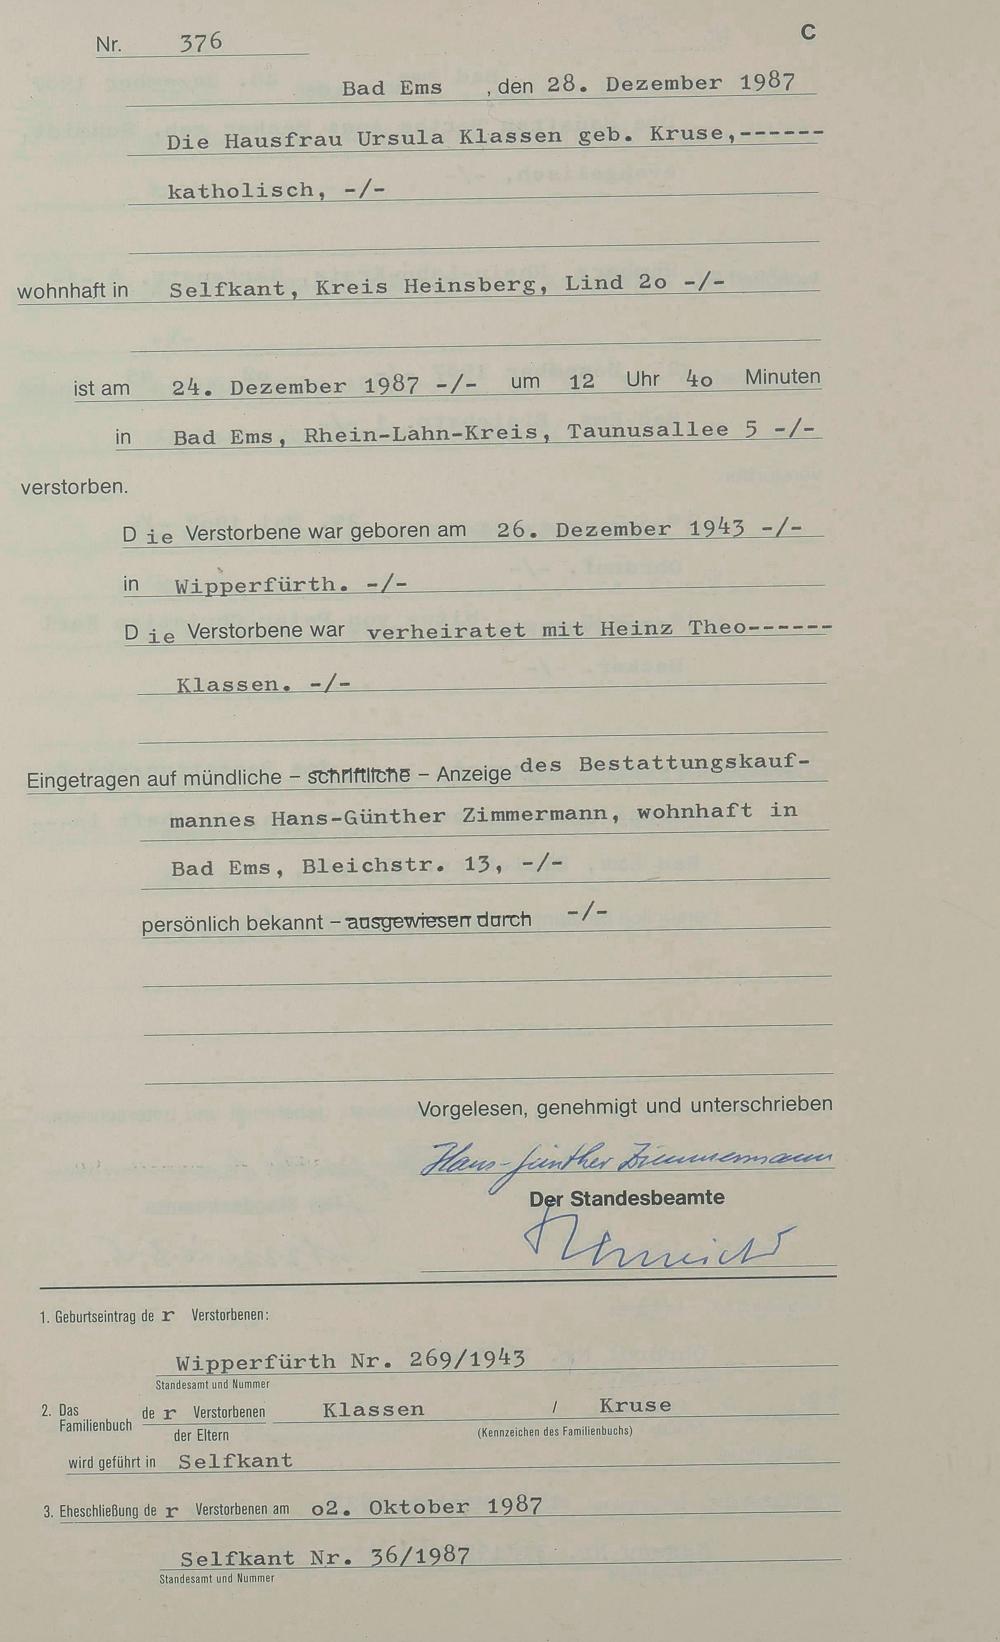 Nr. 376
C
Bad Ems , den 28. Dezember 1987
Die Hausfrau Ursula Klassen geb. Kruse,------
katholisch, -/-
wohnhaft in Selfkant, Kreis Heinsberg, Lind 2o -/-
ist am 24. Dezember 1987 -/- um 12 Uhr 4o Minuten
in Bad Ems, Rhein-Lahn-Kreis, Taunusallee 5 -/-
verstorben.
D ie Verstorbene war geboren am 26. Dezember 1943 -/-
in Wipperfürth. -/-
D ie Verstorbene war verheiratet mit Heinz Theo------
Klassen. -/-
Eingetragen auf mündliche – schriftliche – Anzeige des Bestattungskauf-
mannes Hans-Günther Zimmermann, wohnhaft in
Bad Ems, Bleichstr. 13, -/-
persönlich bekannt – ausgewiesen durch -/-
Vorgelesen, genehmigt und unterschrieben
Hans-Günther Zimmermann
Der Standesbeamte
1. Geburtseintrag de r Verstorbenen:
Wipperfürth Nr. 269/1943
Standesamt und Nummer
2. Das Familienbuch de r Verstorbenen Klassen / Kruse
der Eltern (Kennzeichen des Familienbuchs)
wird geführt in Selfkant
3. Eheschließung de r Verstorbenen am o2. Oktober 1987
Selfkant Nr. 36/1987
Standesamt und Nummer